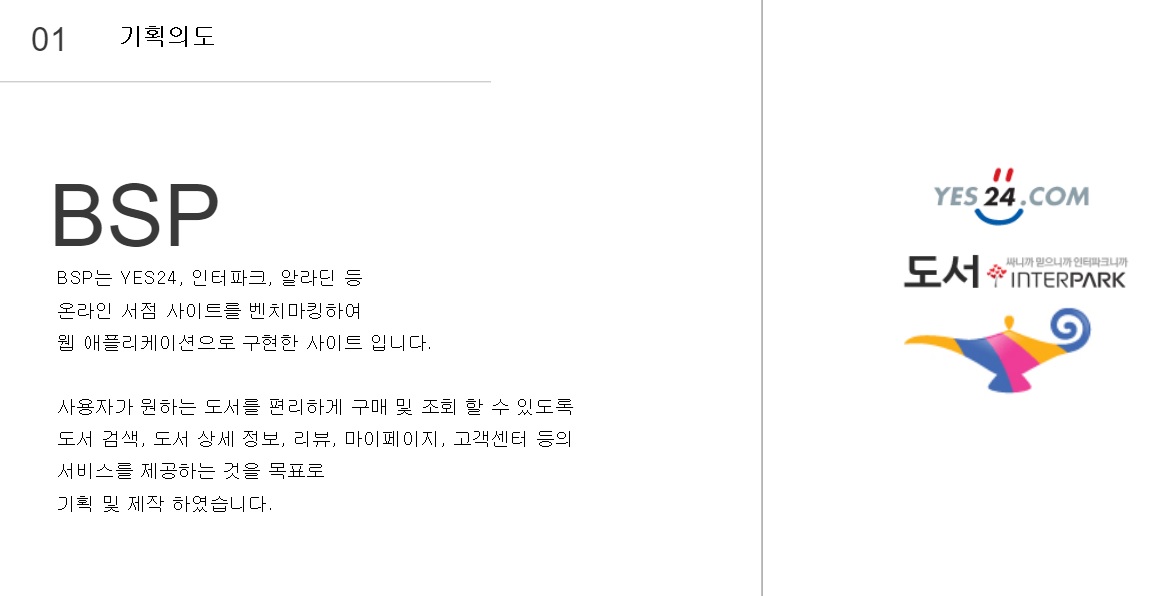 01 기획의도
BSP
BSP는 YES24, 인터파크, 알라딘 등
온라인 서점 사이트를 벤치마킹하여
웹 애플리케이션으로 구현한 사이트 입니다.
사용자가 원하는 도서를 편리하게 구매 및 조회 할 수 있도록
도서 검색, 도서 상세 정보, 리뷰, 마이페이지, 고객센터 등의
서비스를 제공하는 것을 목표로
기획 및 제작 하였습니다.
YES24.COM
싸니까 믿으니까 인터파크니까
도서 INTERPARK